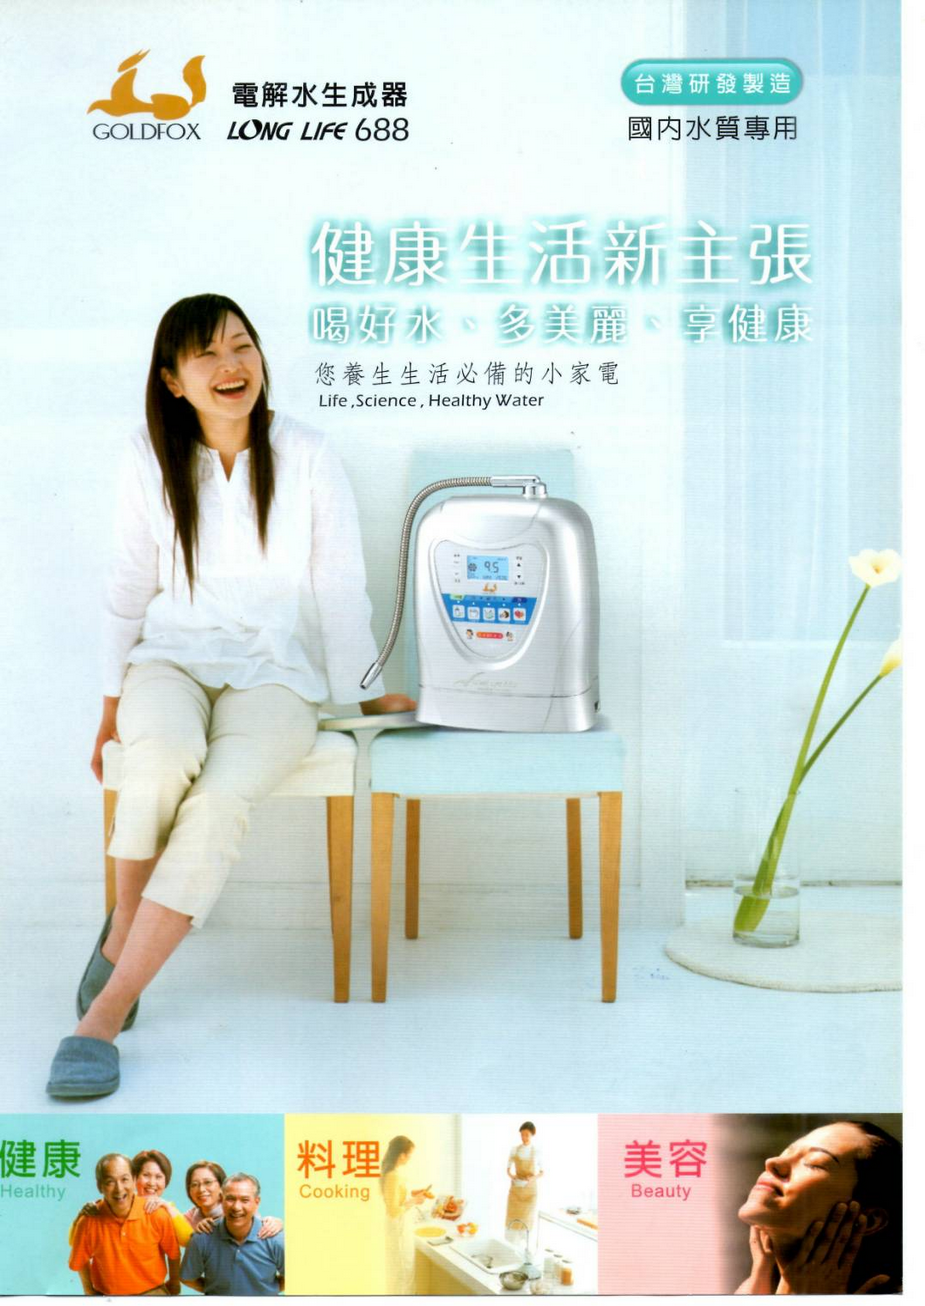 GOLDFOX
電解水生成器
LONG LIFE 688
台灣研發製造
國内水質專用
健康生活新主張
喝好水、多美麗、享健康
您養生生活必備的小家電
Life ,Science , Healthy Water
9.5
健康
Healthy
料理
Cooking
美容
Beauty